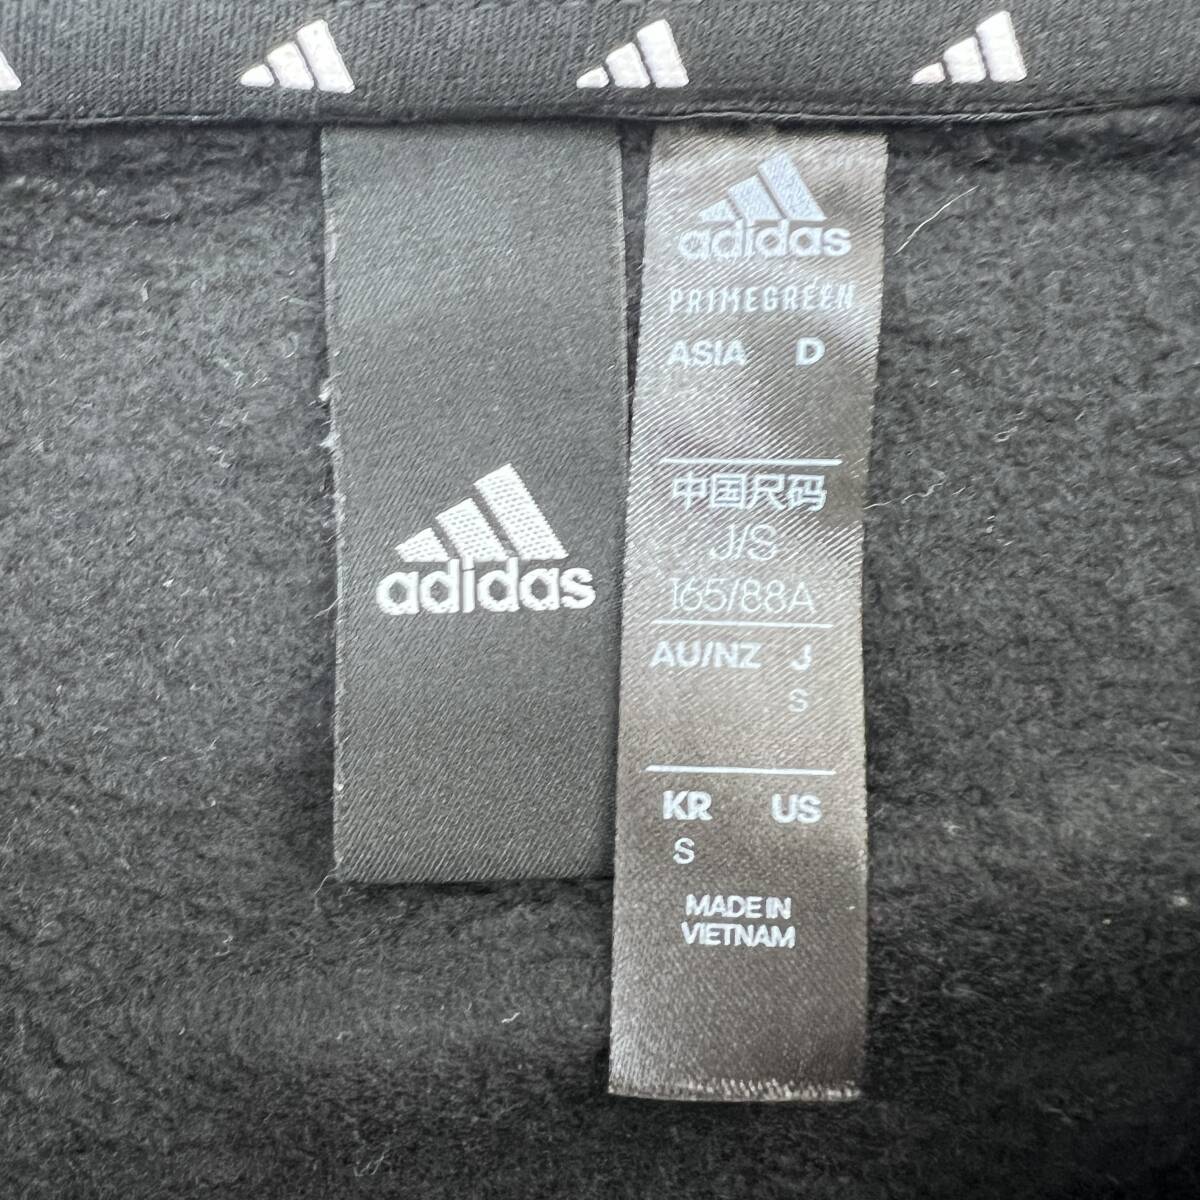 adidas
adidas
PRIMEGREEN
ASIA D
中国尺码
J/S
165/88A
AU/NZ J
S
KR US
S
MADE IN
VIETNAM